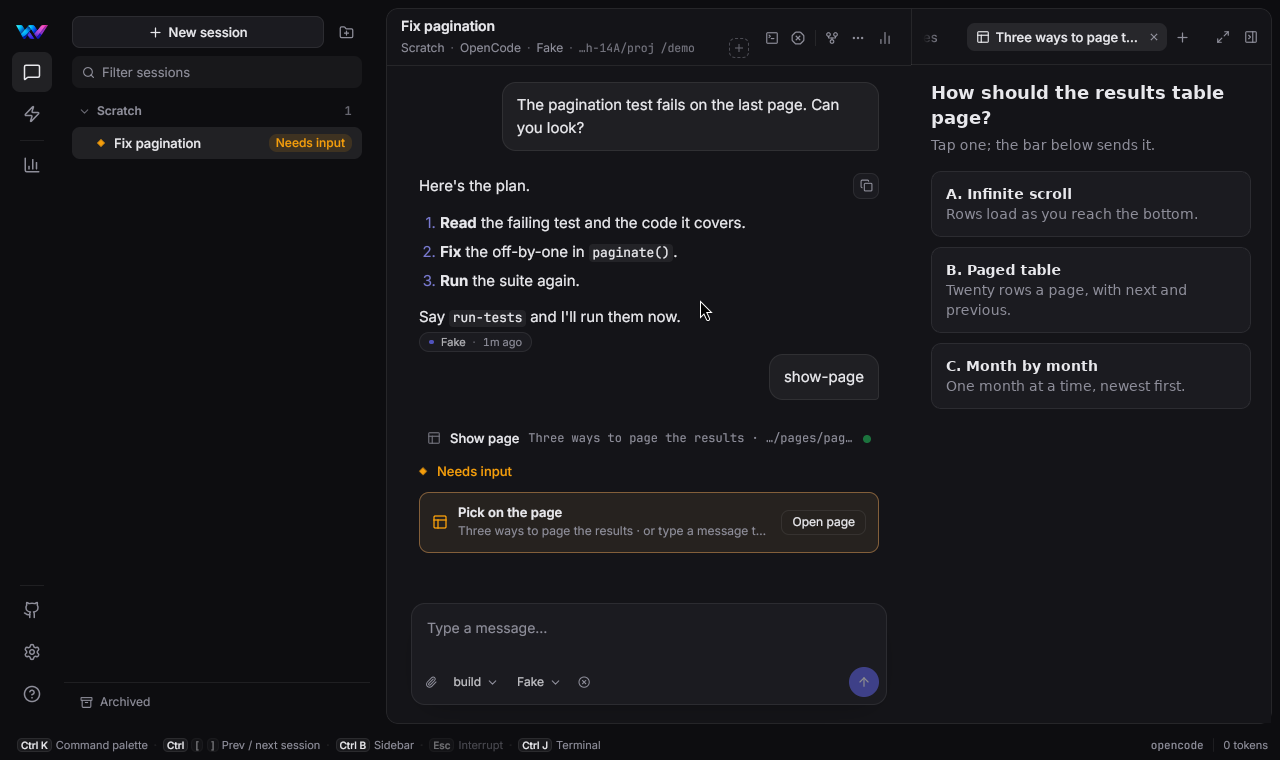 New session
Filter sessions
Scratch 1
Fix pagination Needs input
Archived
Fix pagination
Scratch · OpenCode · Fake · …h-14A/proj /demo
The pagination test fails on the last page. Can
you look?
Here's the plan.
1. Read the failing test and the code it covers.
2. Fix the off-by-one in paginate().
3. Run the suite again.
Say run-tests and I'll run them now.
Fake · 1m ago
show-page
Show page Three ways to page the results · …/pages/pag…
Needs input
Pick on the page
Three ways to page the results · or type a message t…
Open page
Type a message...
build Fake
es
Three ways to page t...
How should the results table
page?
Tap one; the bar below sends it.
A. Infinite scroll
Rows load as you reach the bottom.
B. Paged table
Twenty rows a page, with next and
previous.
C. Month by month
One month at a time, newest first.
Ctrl K Command palette · Ctrl [ ] Prev / next session · Ctrl B Sidebar · Esc Interrupt · Ctrl J Terminal
opencode 0 tokens